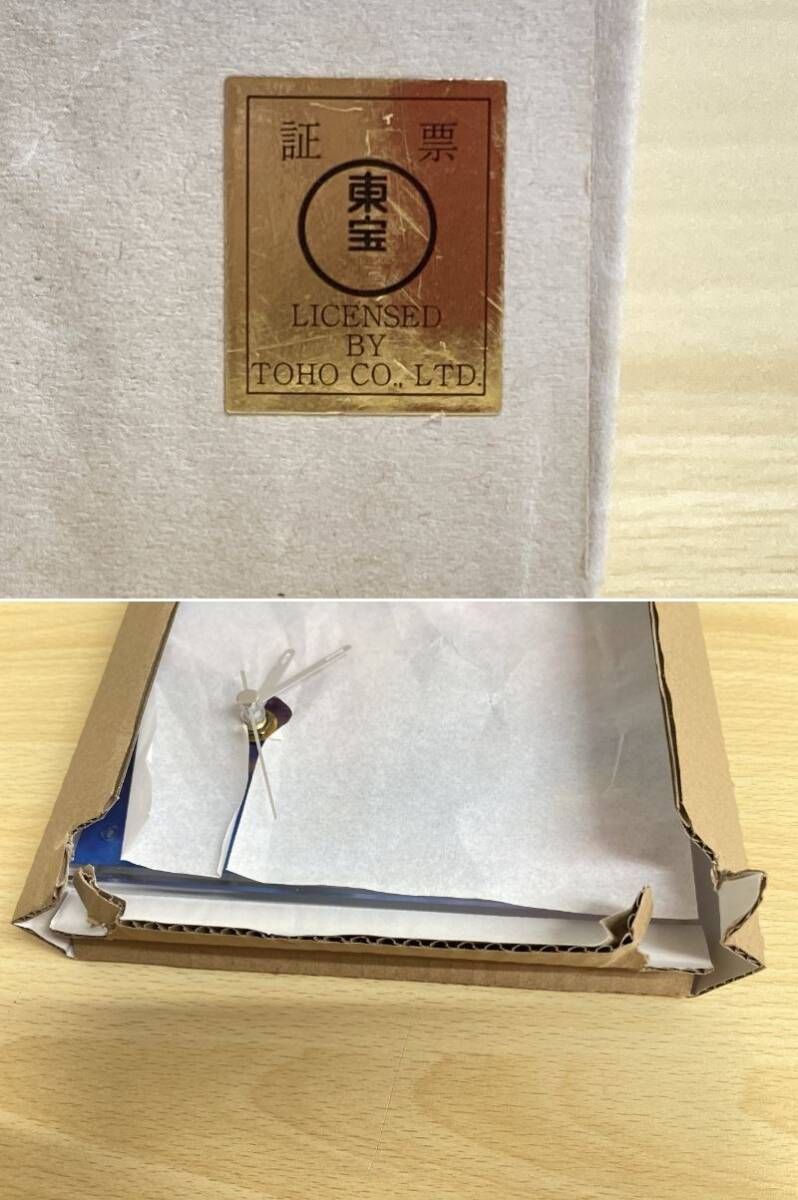 証 票
東宝
LICENSED
BY
TOHO CO., LTD.